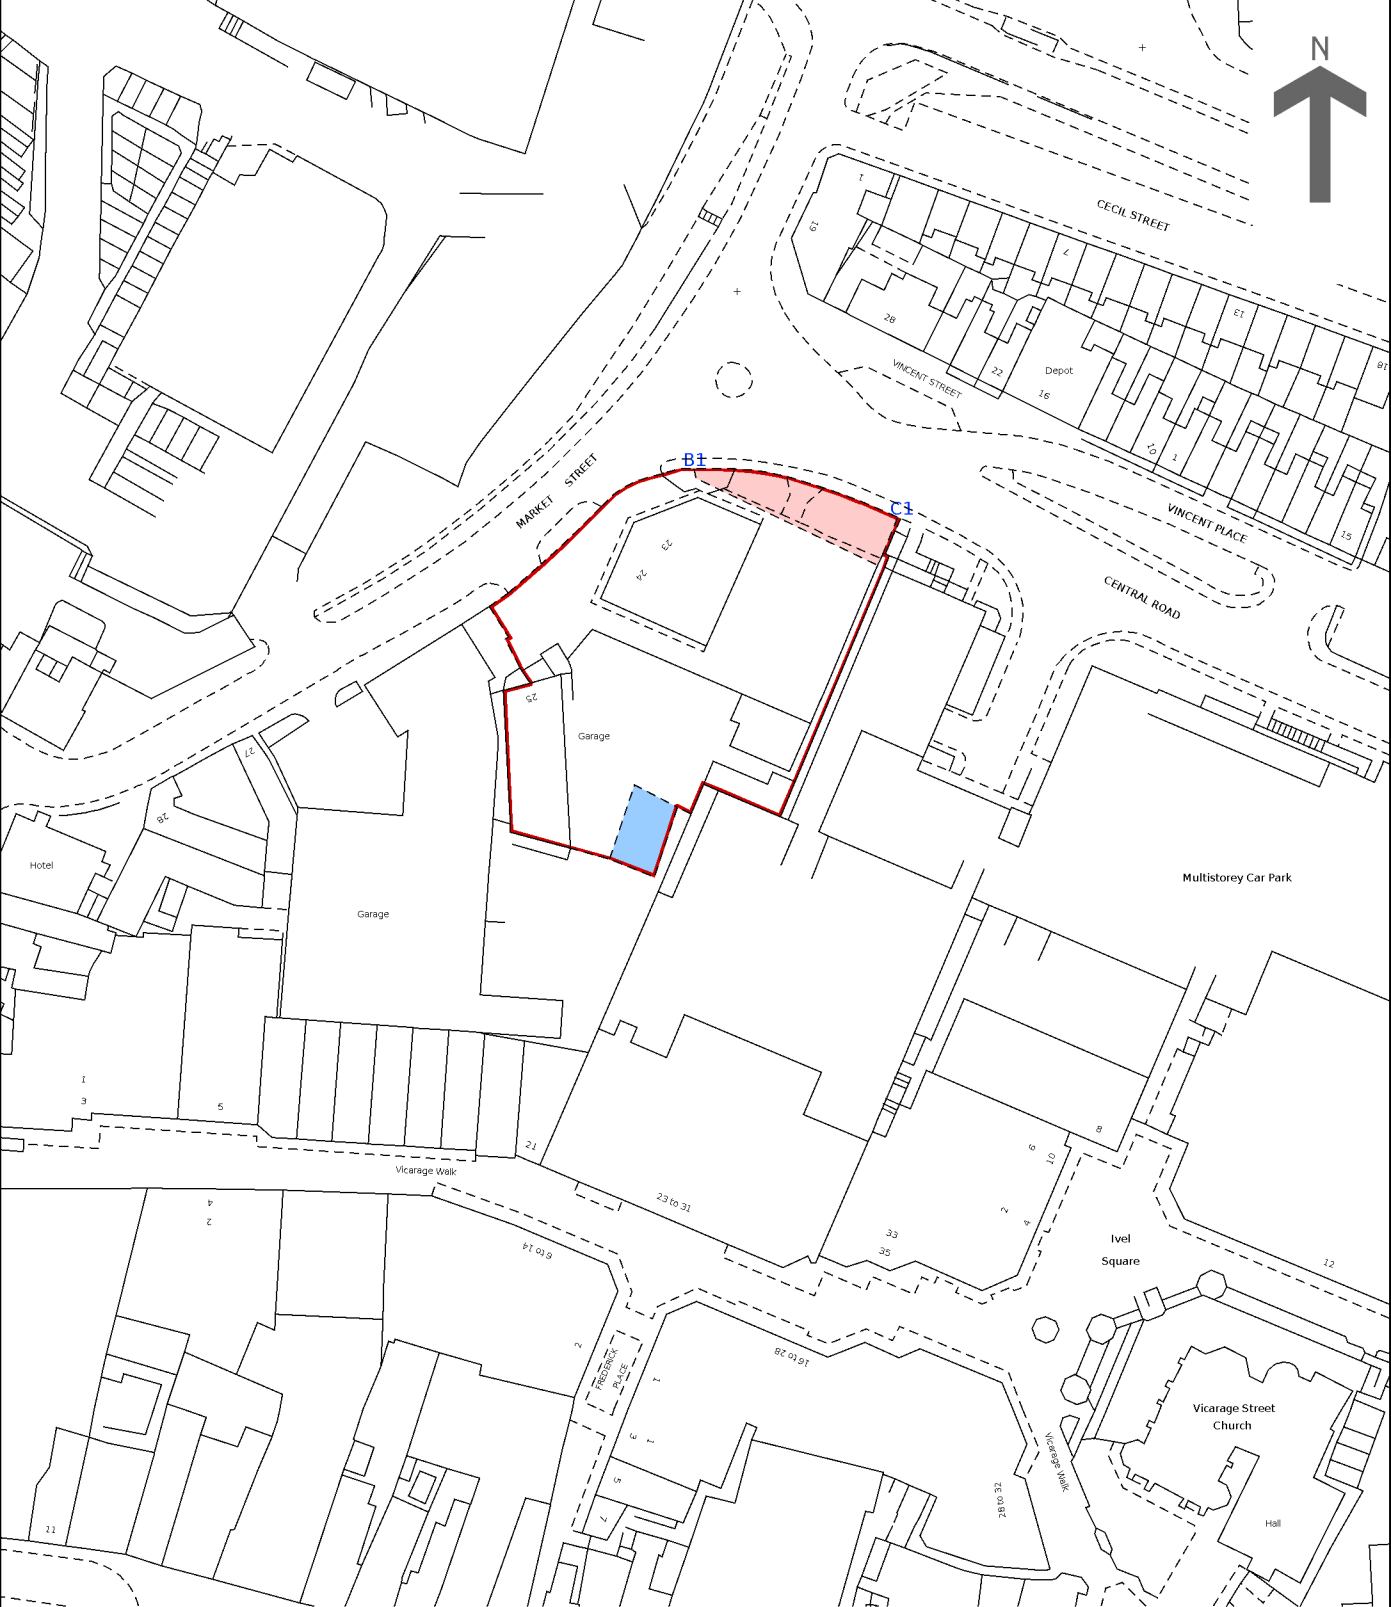 N
CECIL STREET
1
19
7
13
18
28
VINCENT STREET
22
Depot
16
10
1
15
VINCENT PLACE
CENTRAL ROAD
B1
C1
MARKET STREET
23
24
25
Garage
27
28
Hotel
Garage
Multistorey Car Park
1
3
5
21
Vicarage Walk
4
2
6 to 14
23 to 31
33
35
8
6
10
2
4
Ivel
Square
12
2
FREDERICK
PLACE
1
16 to 28
1
3
5
7
28 to 32
Vicarage Walk
Vicarage Street
Church
Hall
11